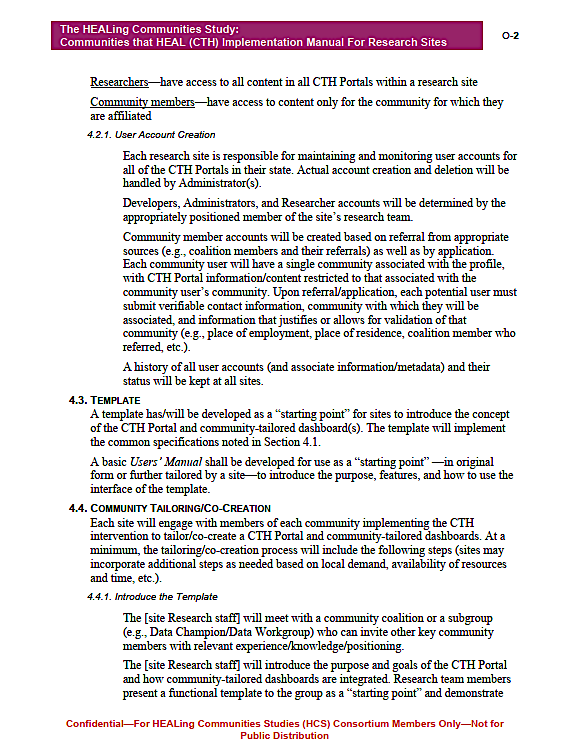 The HEALing Communities Study:
Communities that HEAL (CTH) Implementation Manual For Research Sites
O-2
Researchers—have access to all content in all CTH Portals within a research site
Community members—have access to content only for the community for which they
are affiliated
4.2.1. User Account Creation
Each research site is responsible for maintaining and monitoring user accounts for
all of the CTH Portals in their state. Actual account creation and deletion will be
handled by Administrator(s).
Developers, Administrators, and Researcher accounts will be determined by the
appropriately positioned member of the site's research team.
Community member accounts will be created based on referral from appropriate
sources (e.g., coalition members and their referrals) as well as by application.
Each community user will have a single community associated with the profile,
with CTH Portal information/content restricted to that associated with the
community user's community. Upon referral/application, each potential user must
submit verifiable contact information, community with which they will be
associated, and information that justifies or allows for validation of that
community (e.g., place of employment, place of residence, coalition member who
referred, etc.).
A history of all user accounts (and associate information/metadata) and their
status will be kept at all sites.
4.3. TEMPLATE
A template has/will be developed as a “starting point” for sites to introduce the concept
of the CTH Portal and community-tailored dashboard(s). The template will implement
the common specifications noted in Section 4.1.
A basic Users' Manual shall be developed for use as a “starting point” —in original
form or further tailored by a site—to introduce the purpose, features, and how to use the
interface of the template.
4.4. COMMUNITY TAILORING/CO-CREATION
Each site will engage with members of each community implementing the CTH
intervention to tailor/co-create a CTH Portal and community-tailored dashboards. At a
minimum, the tailoring/co-creation process will include the following steps (sites may
incorporate additional steps as needed based on local demand, availability of resources
and time, etc.).
4.4.1. Introduce the Template
The [site Research staff] will meet with a community coalition or a subgroup
(e.g., Data Champion/Data Workgroup) who can invite other key community
members with relevant experience/knowledge/positioning.
The [site Research staff] will introduce the purpose and goals of the CTH Portal
and how community-tailored dashboards are integrated. Research team members
present a functional template to the group as a “starting point” and demonstrate
Confidential—For HEALing Communities Studies (HCS) Consortium Members Only—Not for
Public Distribution